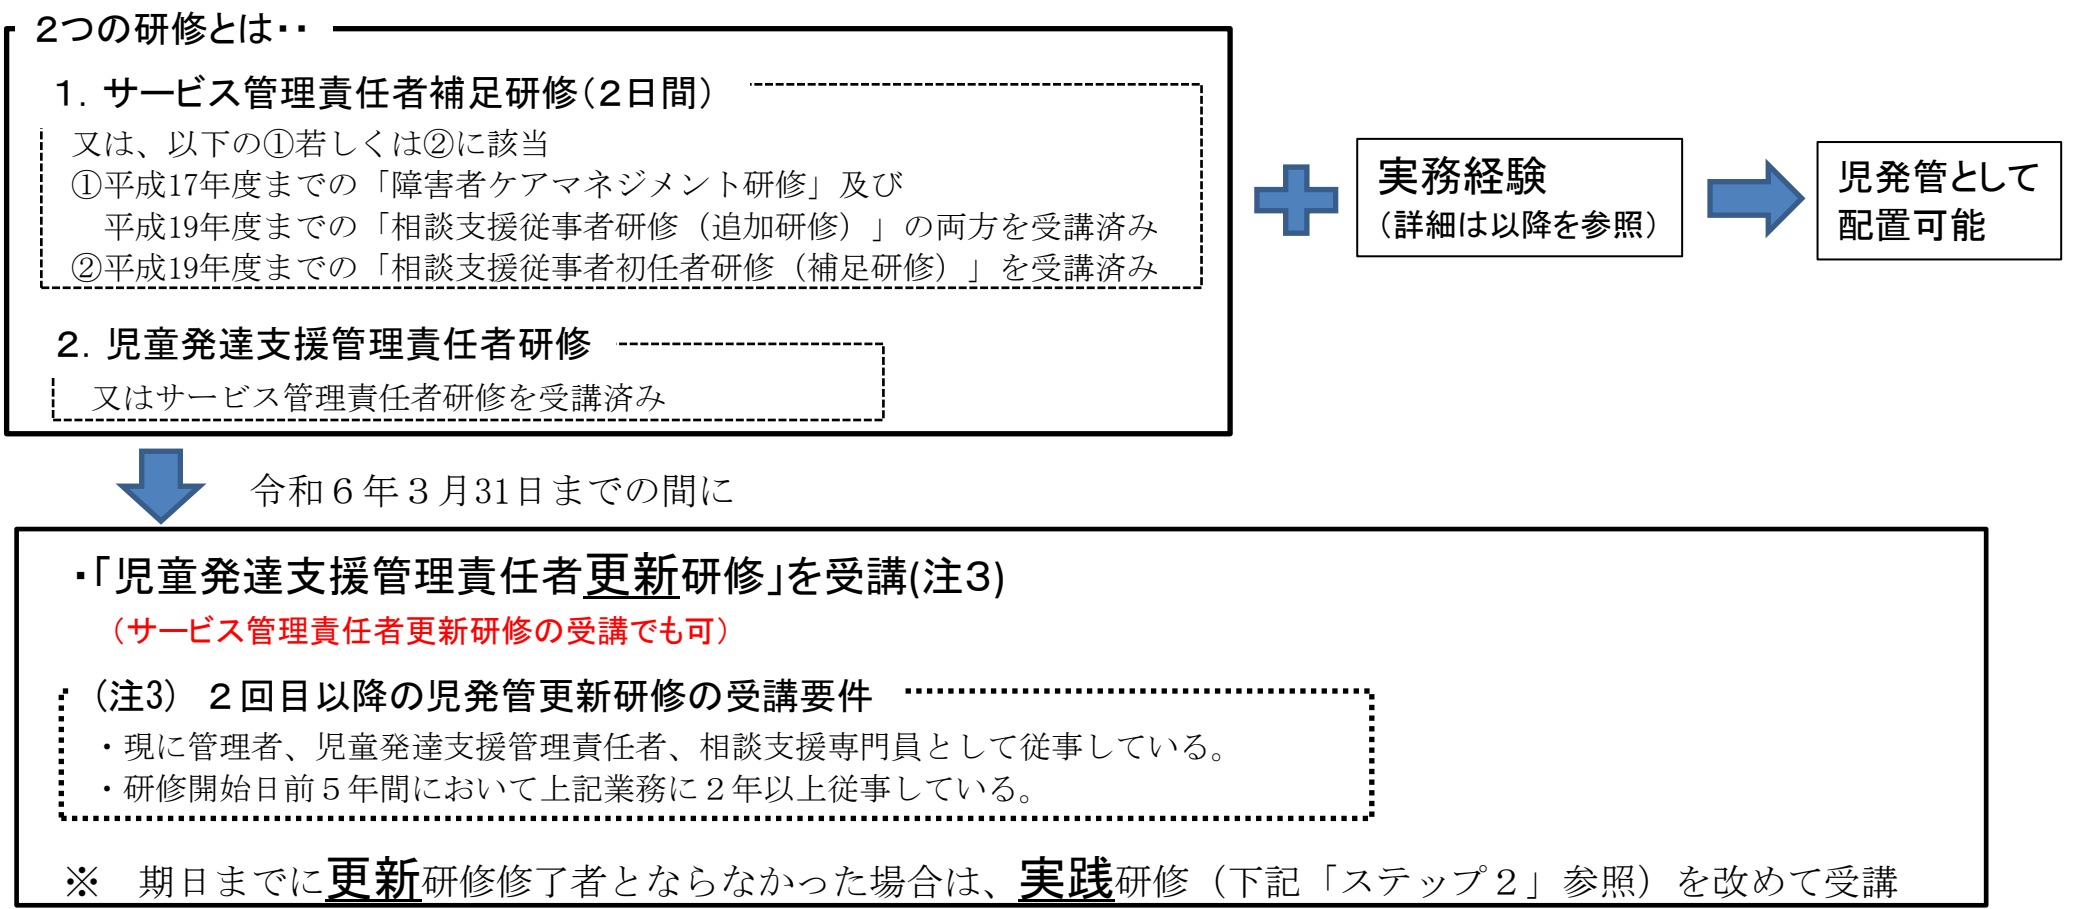 ２つの研修とは・・
１．サービス管理責任者補足研修（２日間）
又は、以下の①若しくは②に該当
①平成17年度までの「障害者ケアマネジメント研修」及び
平成19年度までの「相談支援従事者研修（追加研修）」の両方を受講済み
②平成19年度までの「相談支援従事者初任者研修（補足研修）」を受講済み
２．児童発達支援管理責任者研修
又はサービス管理責任者研修を受講済み
実務経験
（詳細は以降を参照）
児発管として
配置可能
令和６年３月31日までの間に
・「児童発達支援管理責任者更新研修」を受講(注３)
（サービス管理責任者更新研修の受講でも可）
（注3）　２回目以降の児発管更新研修の受講要件
・現に管理者、児童発達支援管理責任者、相談支援専門員として従事している。
・研修開始日前５年間において上記業務に２年以上従事している。
※　期日までに更新研修修了者とならなかった場合は、実践研修（下記「ステップ２」参照）を改めて受講